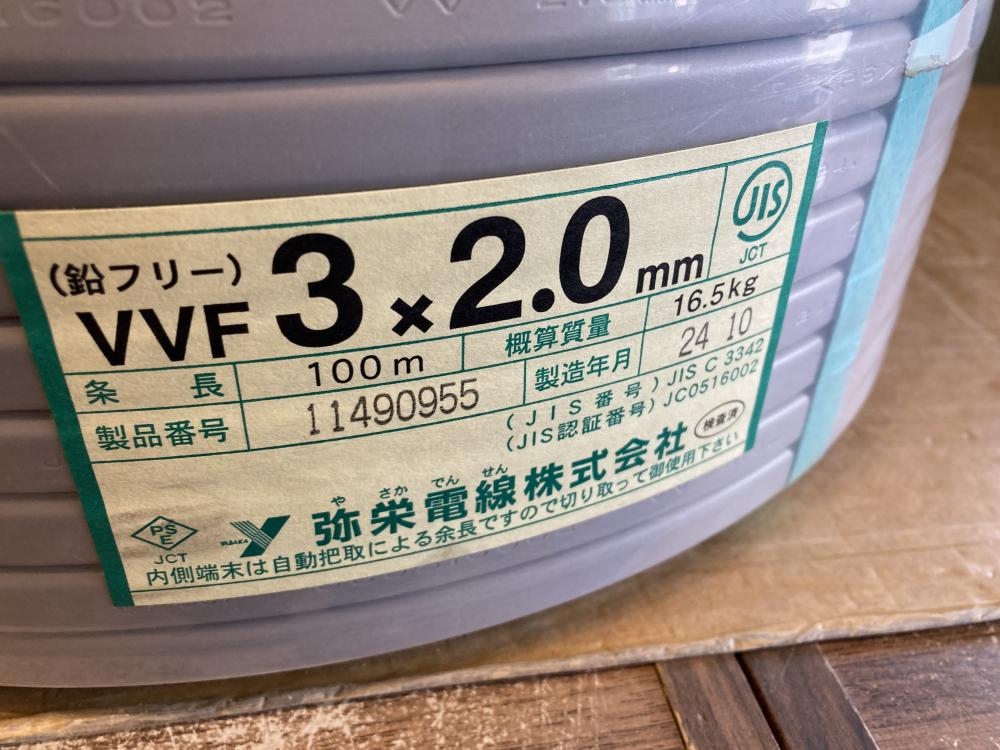 16002 VV
<PS>
(鉛フリー)
VVF 3×2.0mm
JIS
JCT
条長 100m 概算質量 16.5kg
製品番号 11490955 製造年月 24 10
(JIS番号) JIS C 3342
(JIS認証番号) JC0516002
やさかでんせん
弥栄電線株式会社 検査済
PSE
JCT
YASAKA
内側端末は自動把取による余長ですので切り取って御使用下さい